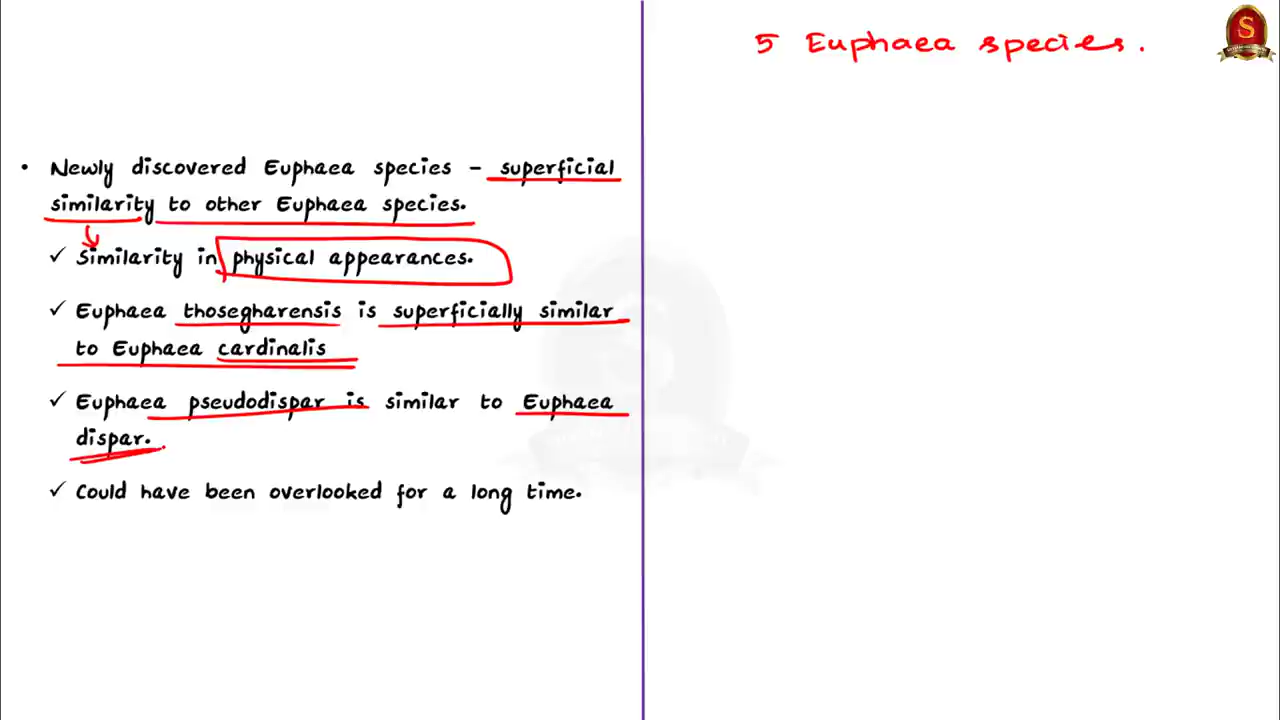 • Newly discovered Euphaea species - superficial
similarity to other Euphaea species.
✓ Similarity in physical appearances.
✓ Euphaea thosegharensis is superficially similar
to Euphaea cardinalis
✓ Euphaea pseudodispar is similar to Euphaea
dispar.
✓ Could have been overlooked for a long time.
5 Euphaea species.
S